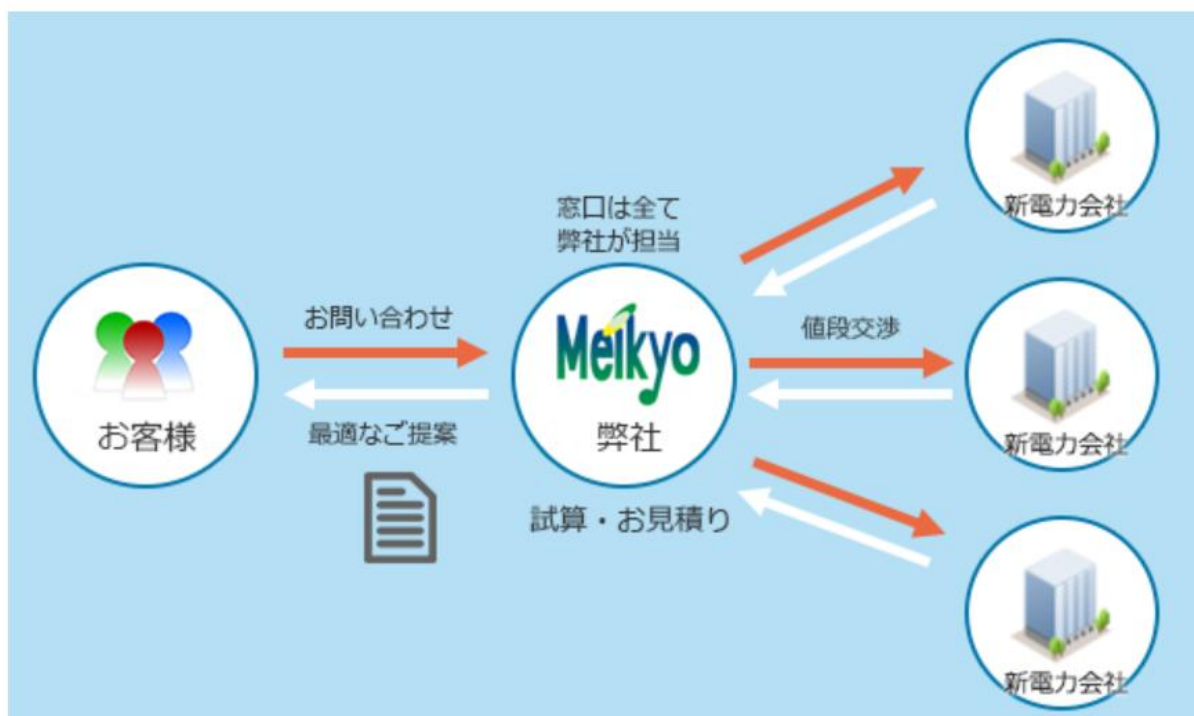 お問い合わせ
最適なご提案
お客様
窓口は全て
弊社が担当
Meikyo
弊社
試算・お見積り
値段交渉
新電力会社
新電力会社
新電力会社